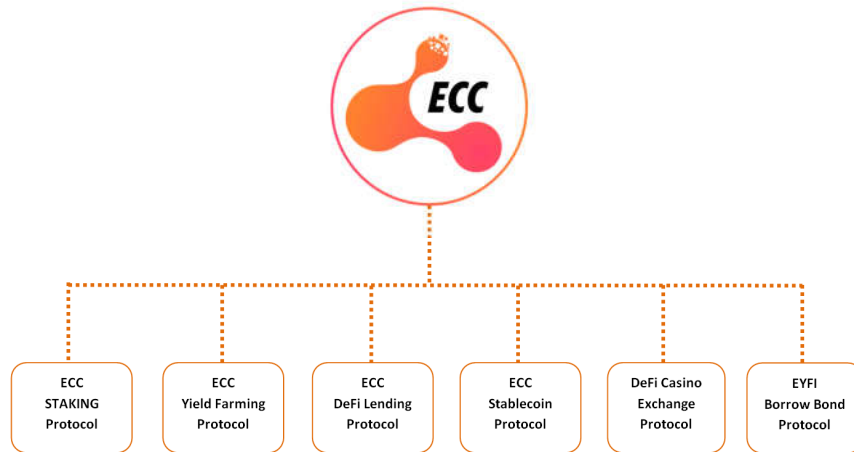 ECC
ECC
STAKING
Protocol
ECC
Yield Farming
Protocol
ECC
DeFi Lending
Protocol
ECC
Stablecoin
Protocol
DeFi Casino
Exchange
Protocol
EYFI
Borrow Bond
Protocol